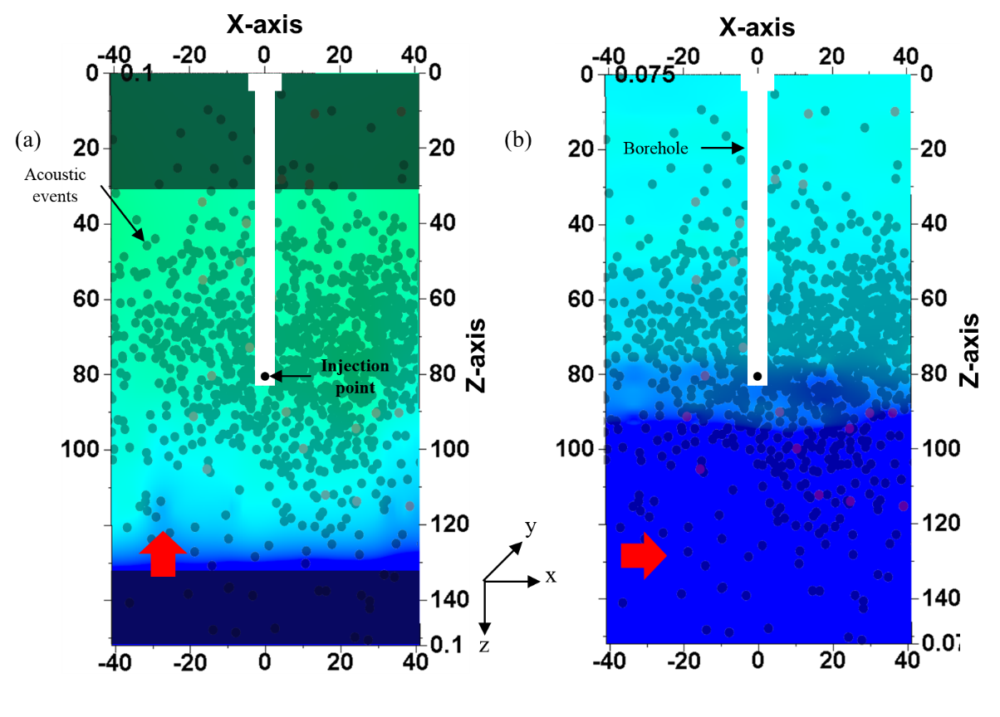 X-axis
X-axis
-40 -20 0 20 40
-40 -20 0 20 40
0 0.1 0
0 0.075 0
(a)
(b)
20 20
Borehole
20
Acoustic
events
40 40
40 40
60 60
60 60
Z-axis
Z-axis
80 80
80 80
Injection
point
100 100
100 100
120 120
120
y
x
z
140 140
140
0.1
0.07
-40 -20 0 20 40
-40 -20 0 20 40